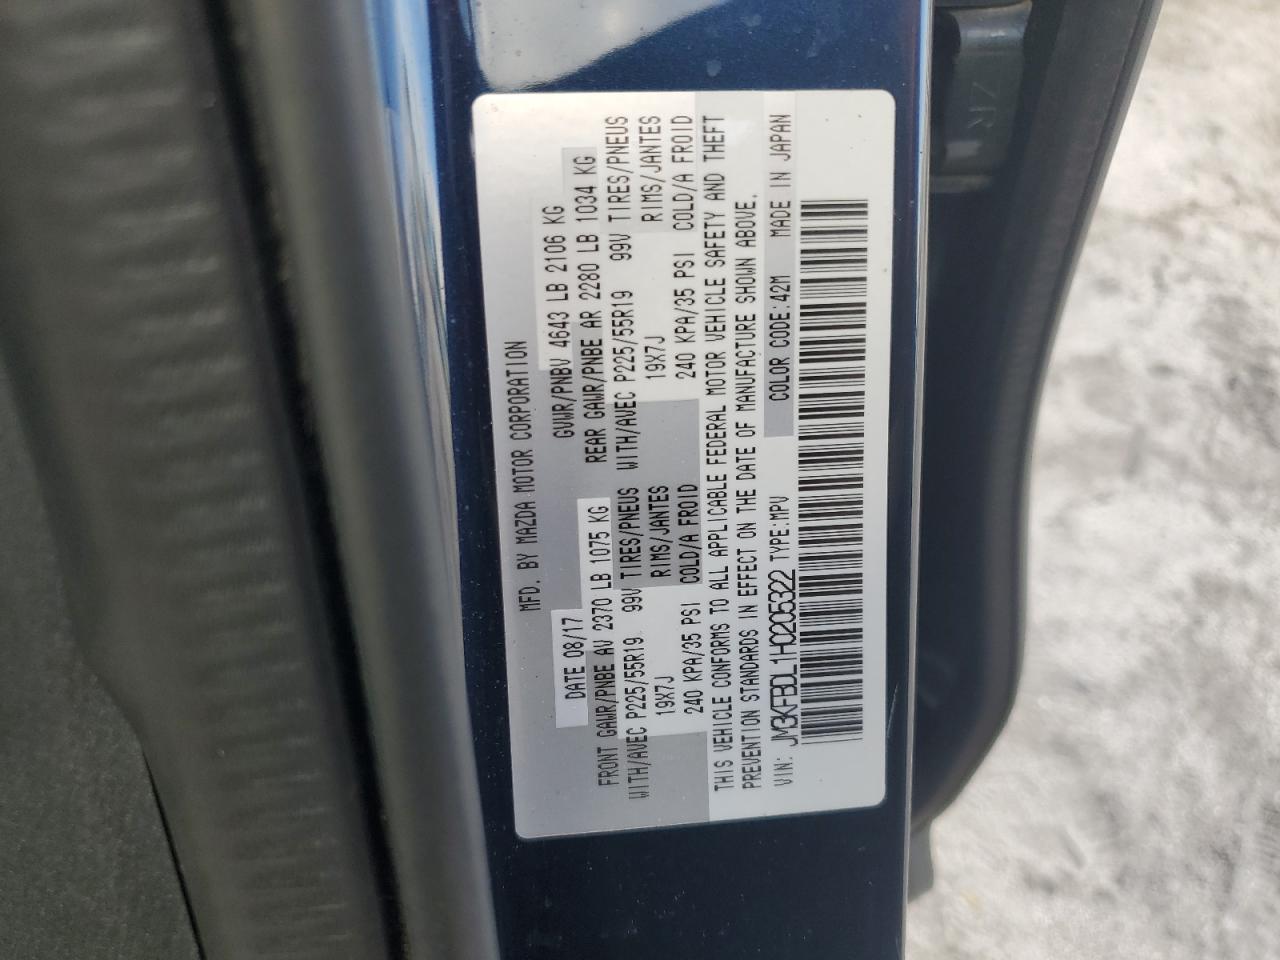 MFD. BY MAZDA MOTOR CORPORATION
DATE 08/17 GVWR/PNBV 4643 LB 2106 KG
FRONT GAWR/PNBE AV 2370 LB 1075 KG REAR GAWR/PNBE AR 2280 LB 1034 KG
WITH/AVEC P225/55R19 99V TIRES/PNEUS WITH/AVEC P225/55R19 99V TIRES/PNEUS
19X7J RIMS/JANTES 19X7J RIMS/JANTES
240 KPA/35 PSI COLD/A FROID 240 KPA/35 PSI COLD/A FROID
THIS VEHICLE CONFORMS TO ALL APPLICABLE FEDERAL MOTOR VEHICLE SAFETY AND THEFT
PREVENTION STANDARDS IN EFFECT ON THE DATE OF MANUFACTURE SHOWN ABOVE.
VIN: JM3KFBDL1H0205322 TYPE:MPV COLOR CODE:42M MADE IN JAPAN